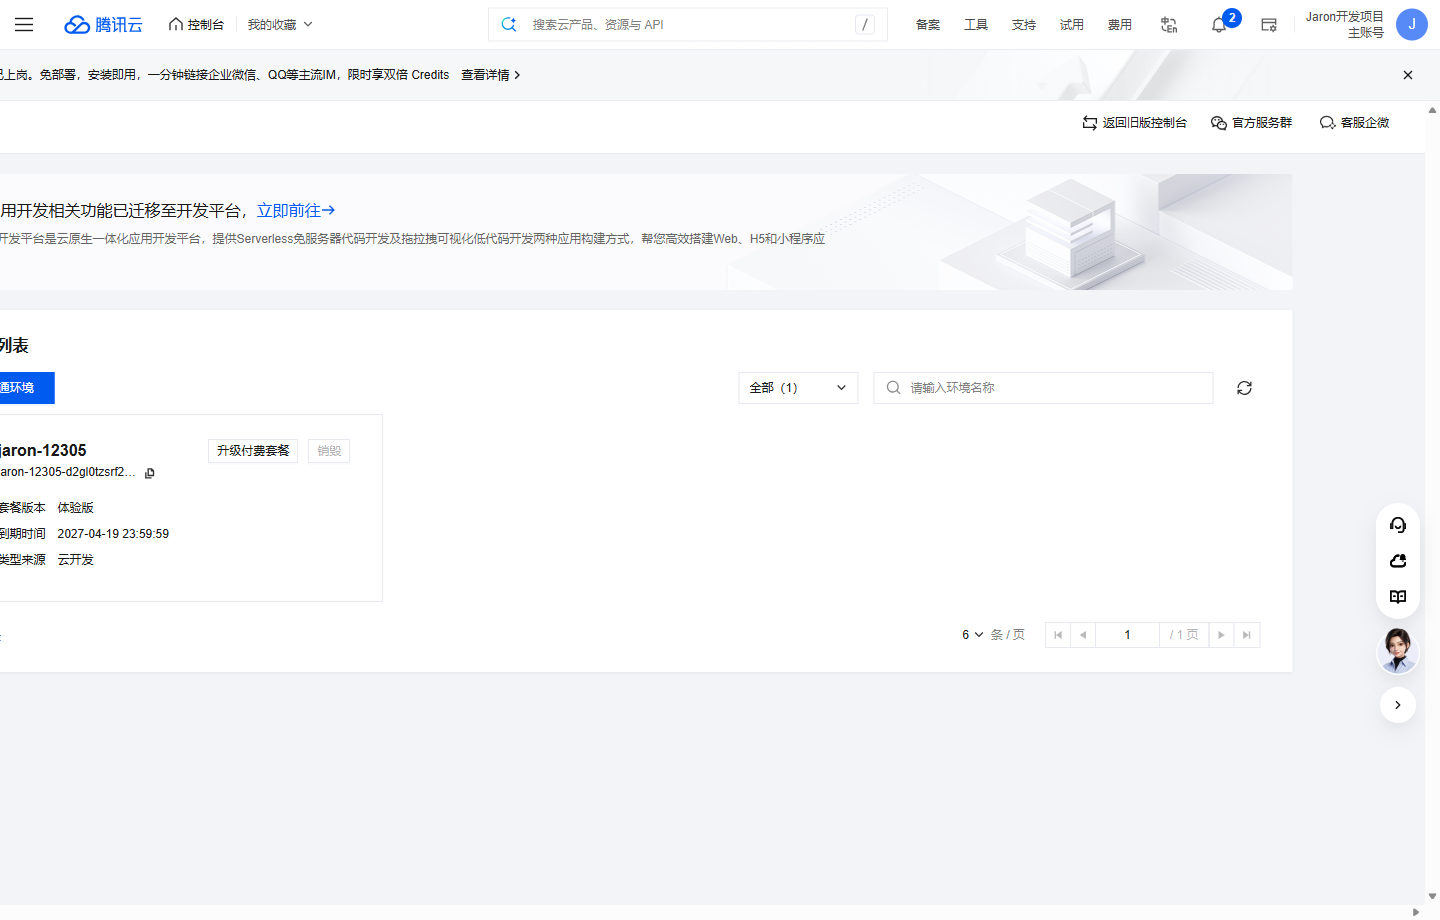 腾讯云
控制台
我的收藏
搜索云产品、资源与 API
/
备案
工具
支持
试用
费用
2
Jaron开发项目
主账号
J
已上岗。免部署，安装即用，一分钟链接企业微信、QQ等主流IM，限时享双倍 Credits 查看详情
返回旧版控制台
官方服务群
客服企微
用开发相关功能已迁移至开发平台，立即前往
开发平台是云原生一体化应用开发平台，提供Serverless免服务器代码开发及拖拉拽可视化低代码开发两种应用构建方式，帮您高效搭建Web、H5和小程序应
列表
通环境
全部（1）
请输入环境名称
jaron-12305
升级付费套餐
销毁
aron-12305-d2gl0tzsrf2...
套餐版本 体验版
到期时间 2027-04-19 23:59:59
类型来源 云开发
6 条 / 页
1
/ 1 页